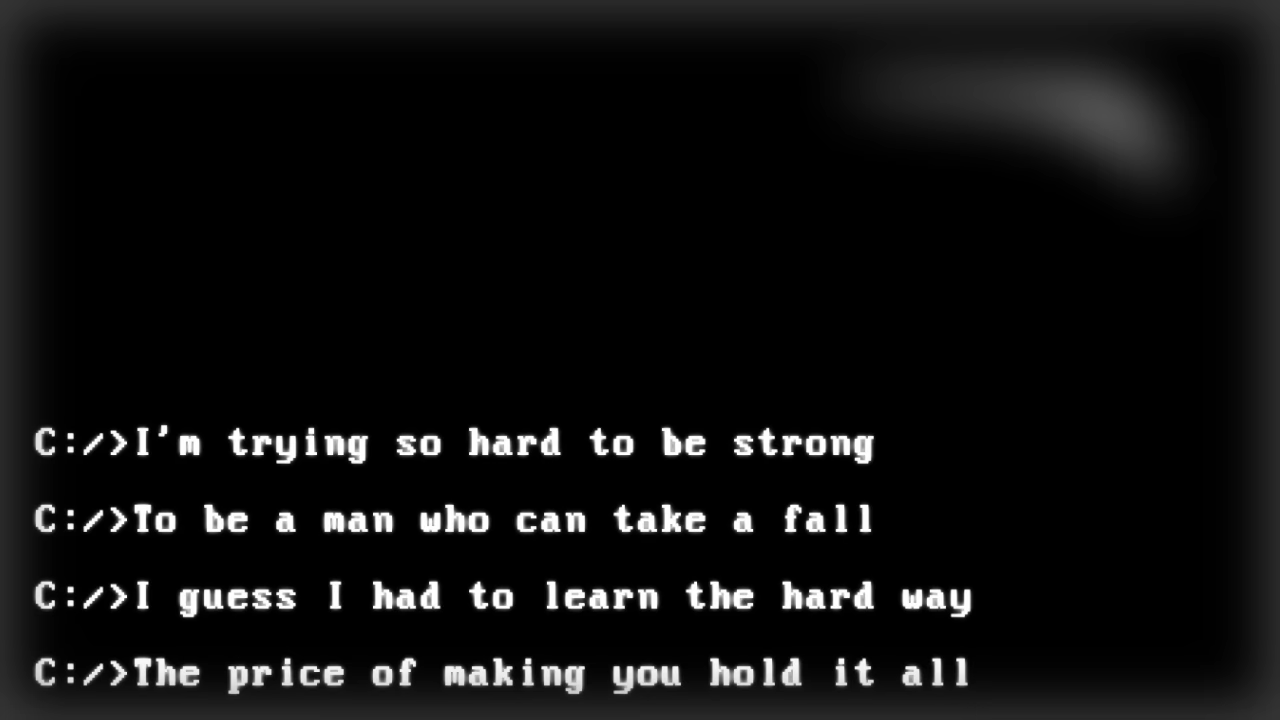 C:/>I'm trying so hard to be strong
C:/>To be a man who can take a fall
C:/>I guess I had to learn the hard way
C:/>The price of making you hold it all